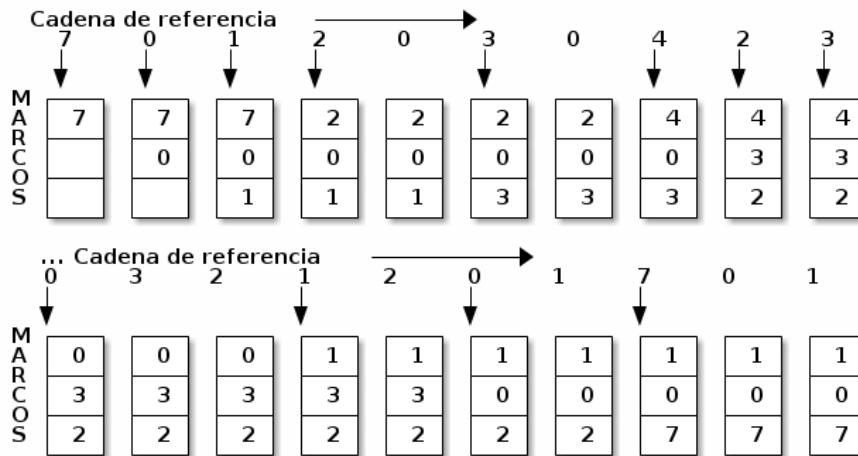 Cadena de referencia
7 0 1 2 0 3 0 4 2 3
MARCOS
7 7 7 2 2 2 2 4 4 4
0 0 0 0 0 0 0 3 3
1 1 1 3 3 3 2 2
... Cadena de referencia
0 3 2 1 2 0 1 7 0 1
MARCOS
0 0 0 1 1 1 1 1 1 1
3 3 3 3 3 0 0 0 0 0
2 2 2 2 2 2 2 7 7 7